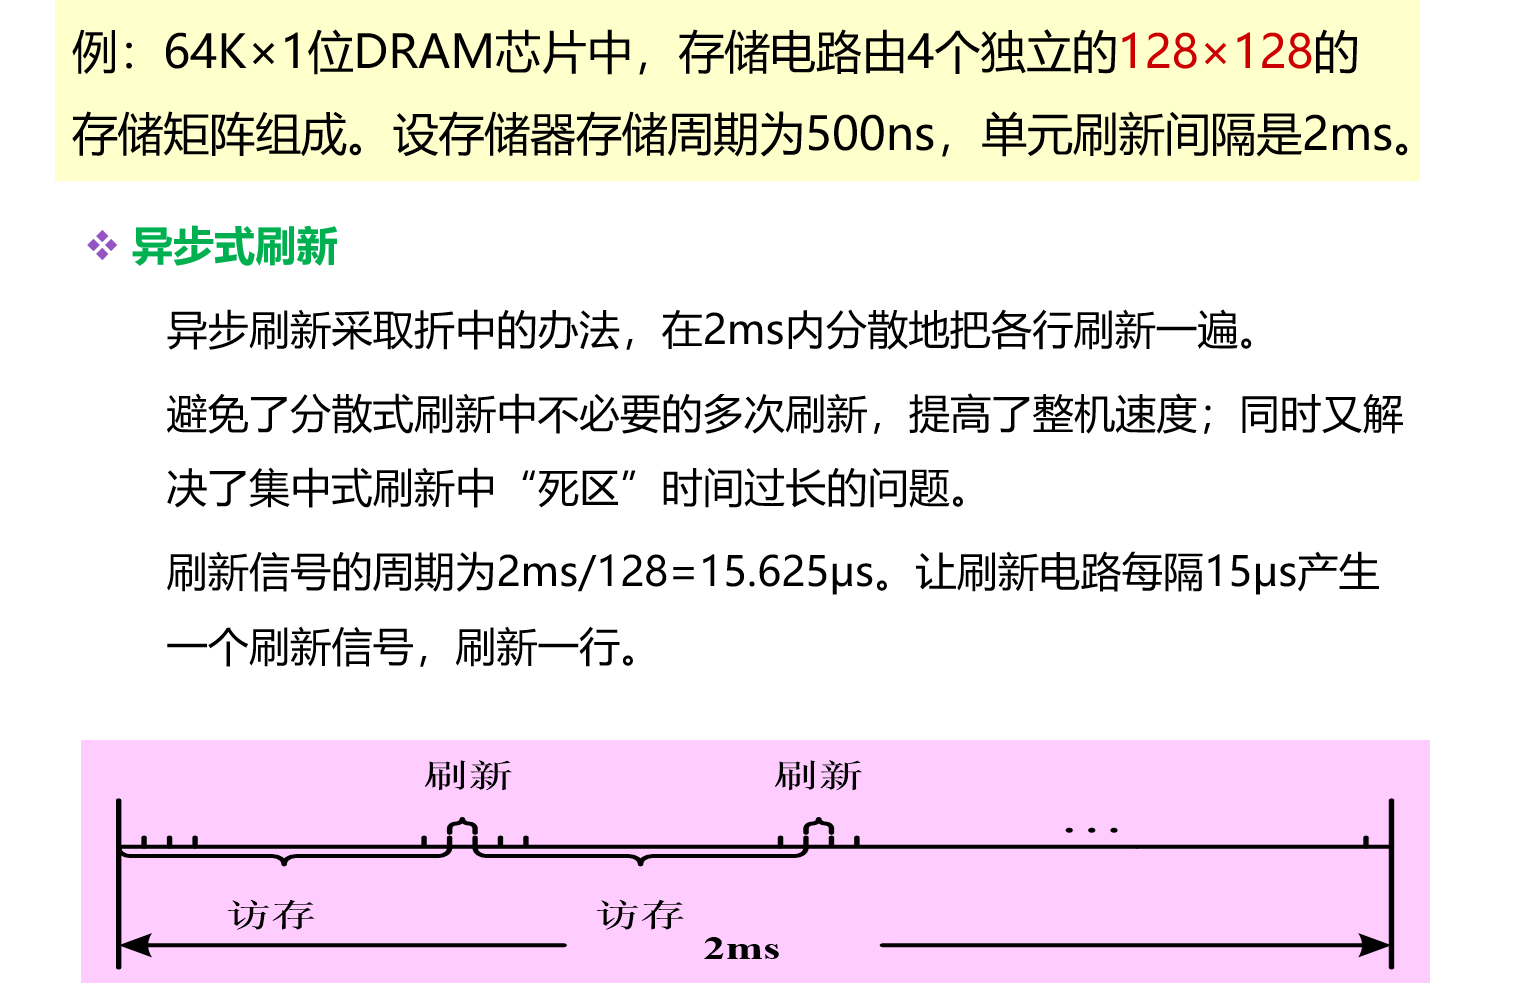 例：64K×1位DRAM芯片中，存储电路由4个独立的128×128的
存储矩阵组成。设存储器存储周期为500ns，单元刷新间隔是2ms。
❖ 异步式刷新
异步刷新采取折中的办法，在2ms内分散地把各行刷新一遍。
避免了分散式刷新中不必要的多次刷新，提高了整机速度；同时又解
决了集中式刷新中“死区”时间过长的问题。
刷新信号的周期为2ms/128=15.625μs。让刷新电路每隔15μs产生
一个刷新信号，刷新一行。
刷新 刷新
···
访存 访存
2ms